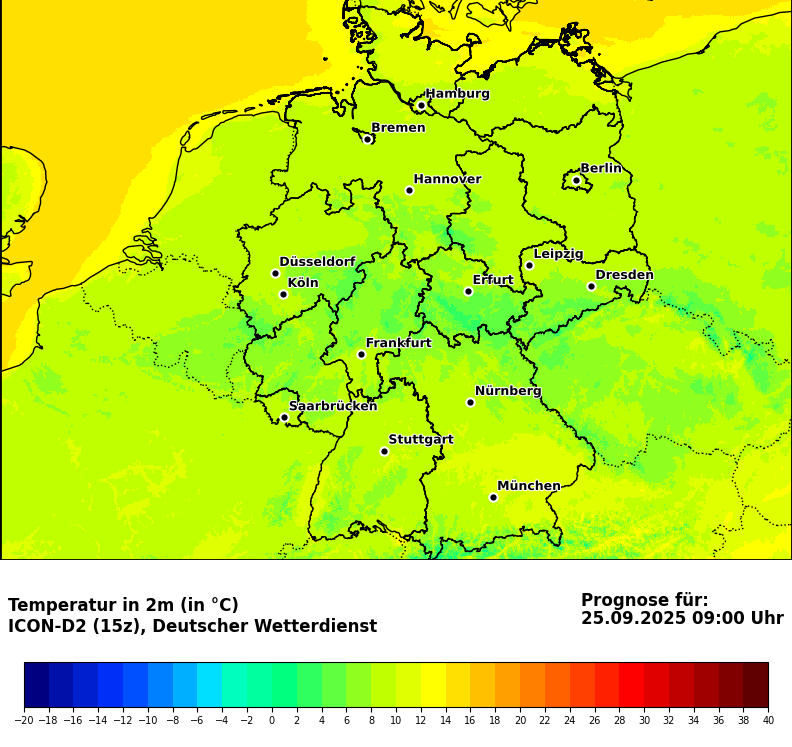 Hamburg
Bremen
Berlin
Hannover
Leipzig
Düsseldorf
Dresden
Köln
Erfurt
Frankfurt
Nürnberg
Saarbrücken
Stuttgart
München
Temperatur in 2m (in °C)
ICON-D2 (15z), Deutscher Wetterdienst
Prognose für:
25.09.2025 09:00 Uhr
−20 −18 −16 −14 −12 −10 −8 −6 −4 −2 0 2 4 6 8 10 12 14 16 18 20 22 24 26 28 30 32 34 36 38 40